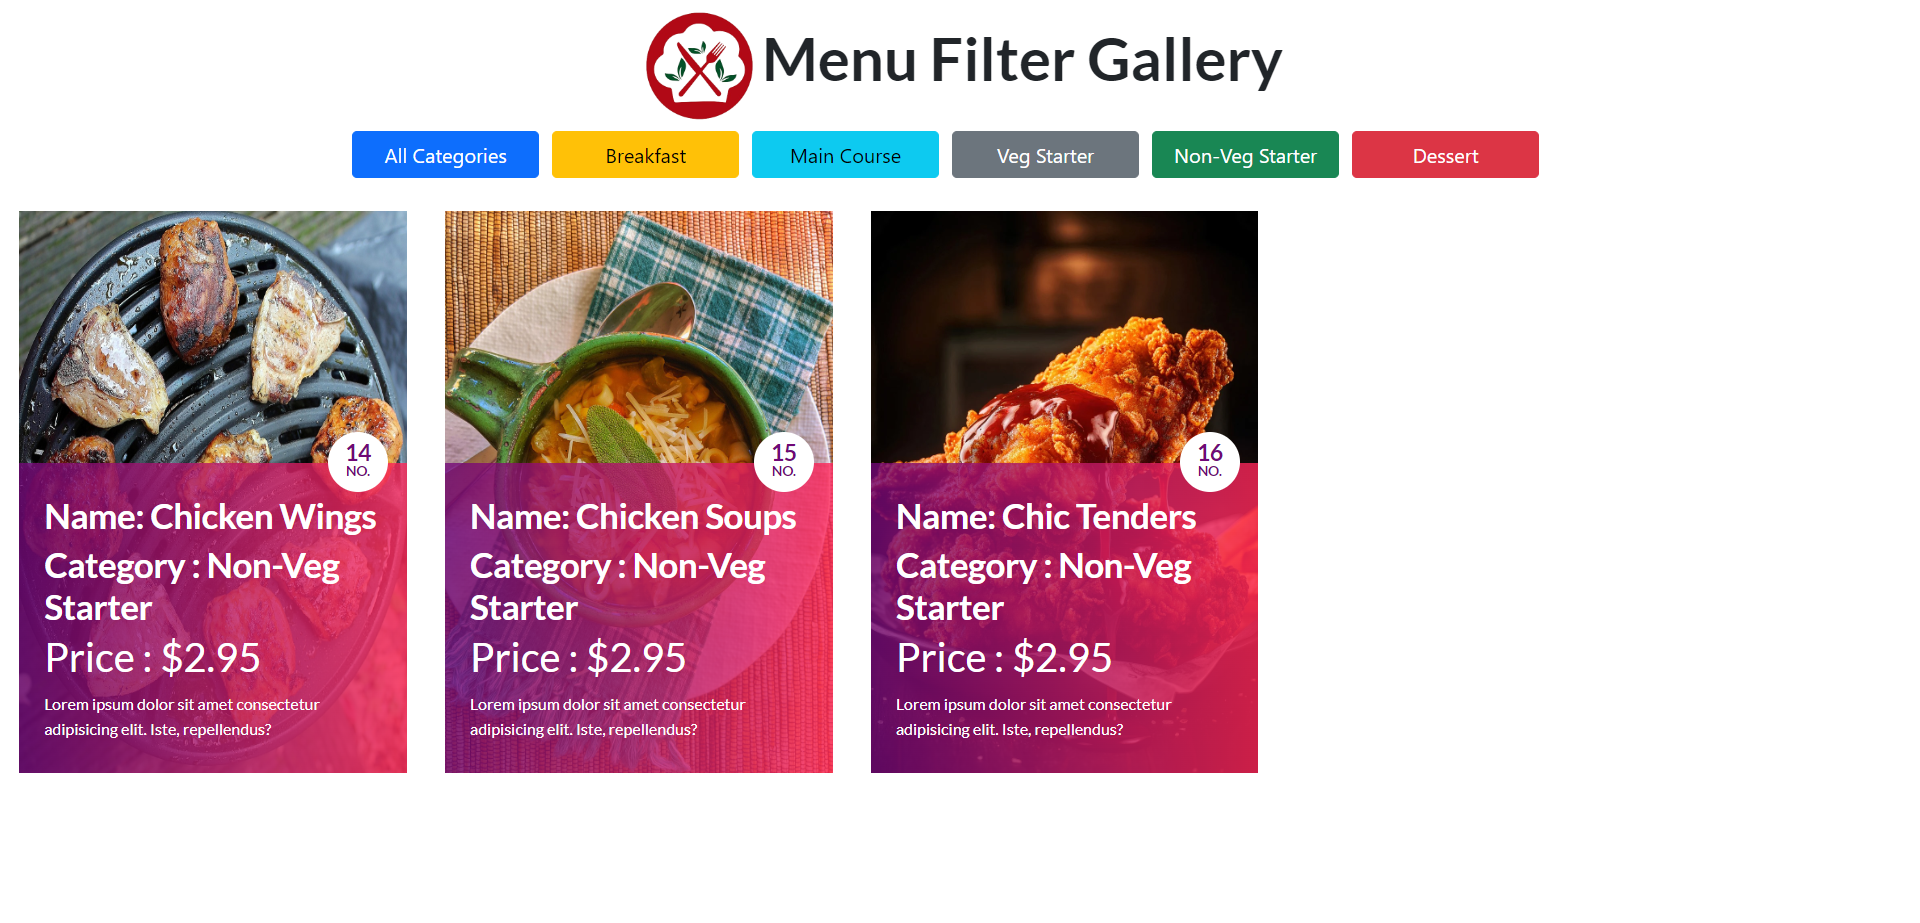 Menu Filter Gallery
All Categories
Breakfast
Main Course
Veg Starter
Non-Veg Starter
Dessert
14
NO.
Name: Chicken Wings
Category : Non-Veg
Starter
Price : $2.95
Lorem ipsum dolor sit amet consectetur
adipisicing elit. Iste, repellendus?
15
NO.
Name: Chicken Soups
Category : Non-Veg
Starter
Price : $2.95
Lorem ipsum dolor sit amet consectetur
adipisicing elit. Iste, repellendus?
16
NO.
Name: Chic Tenders
Category : Non-Veg
Starter
Price : $2.95
Lorem ipsum dolor sit amet consectetur
adipisicing elit. Iste, repellendus?